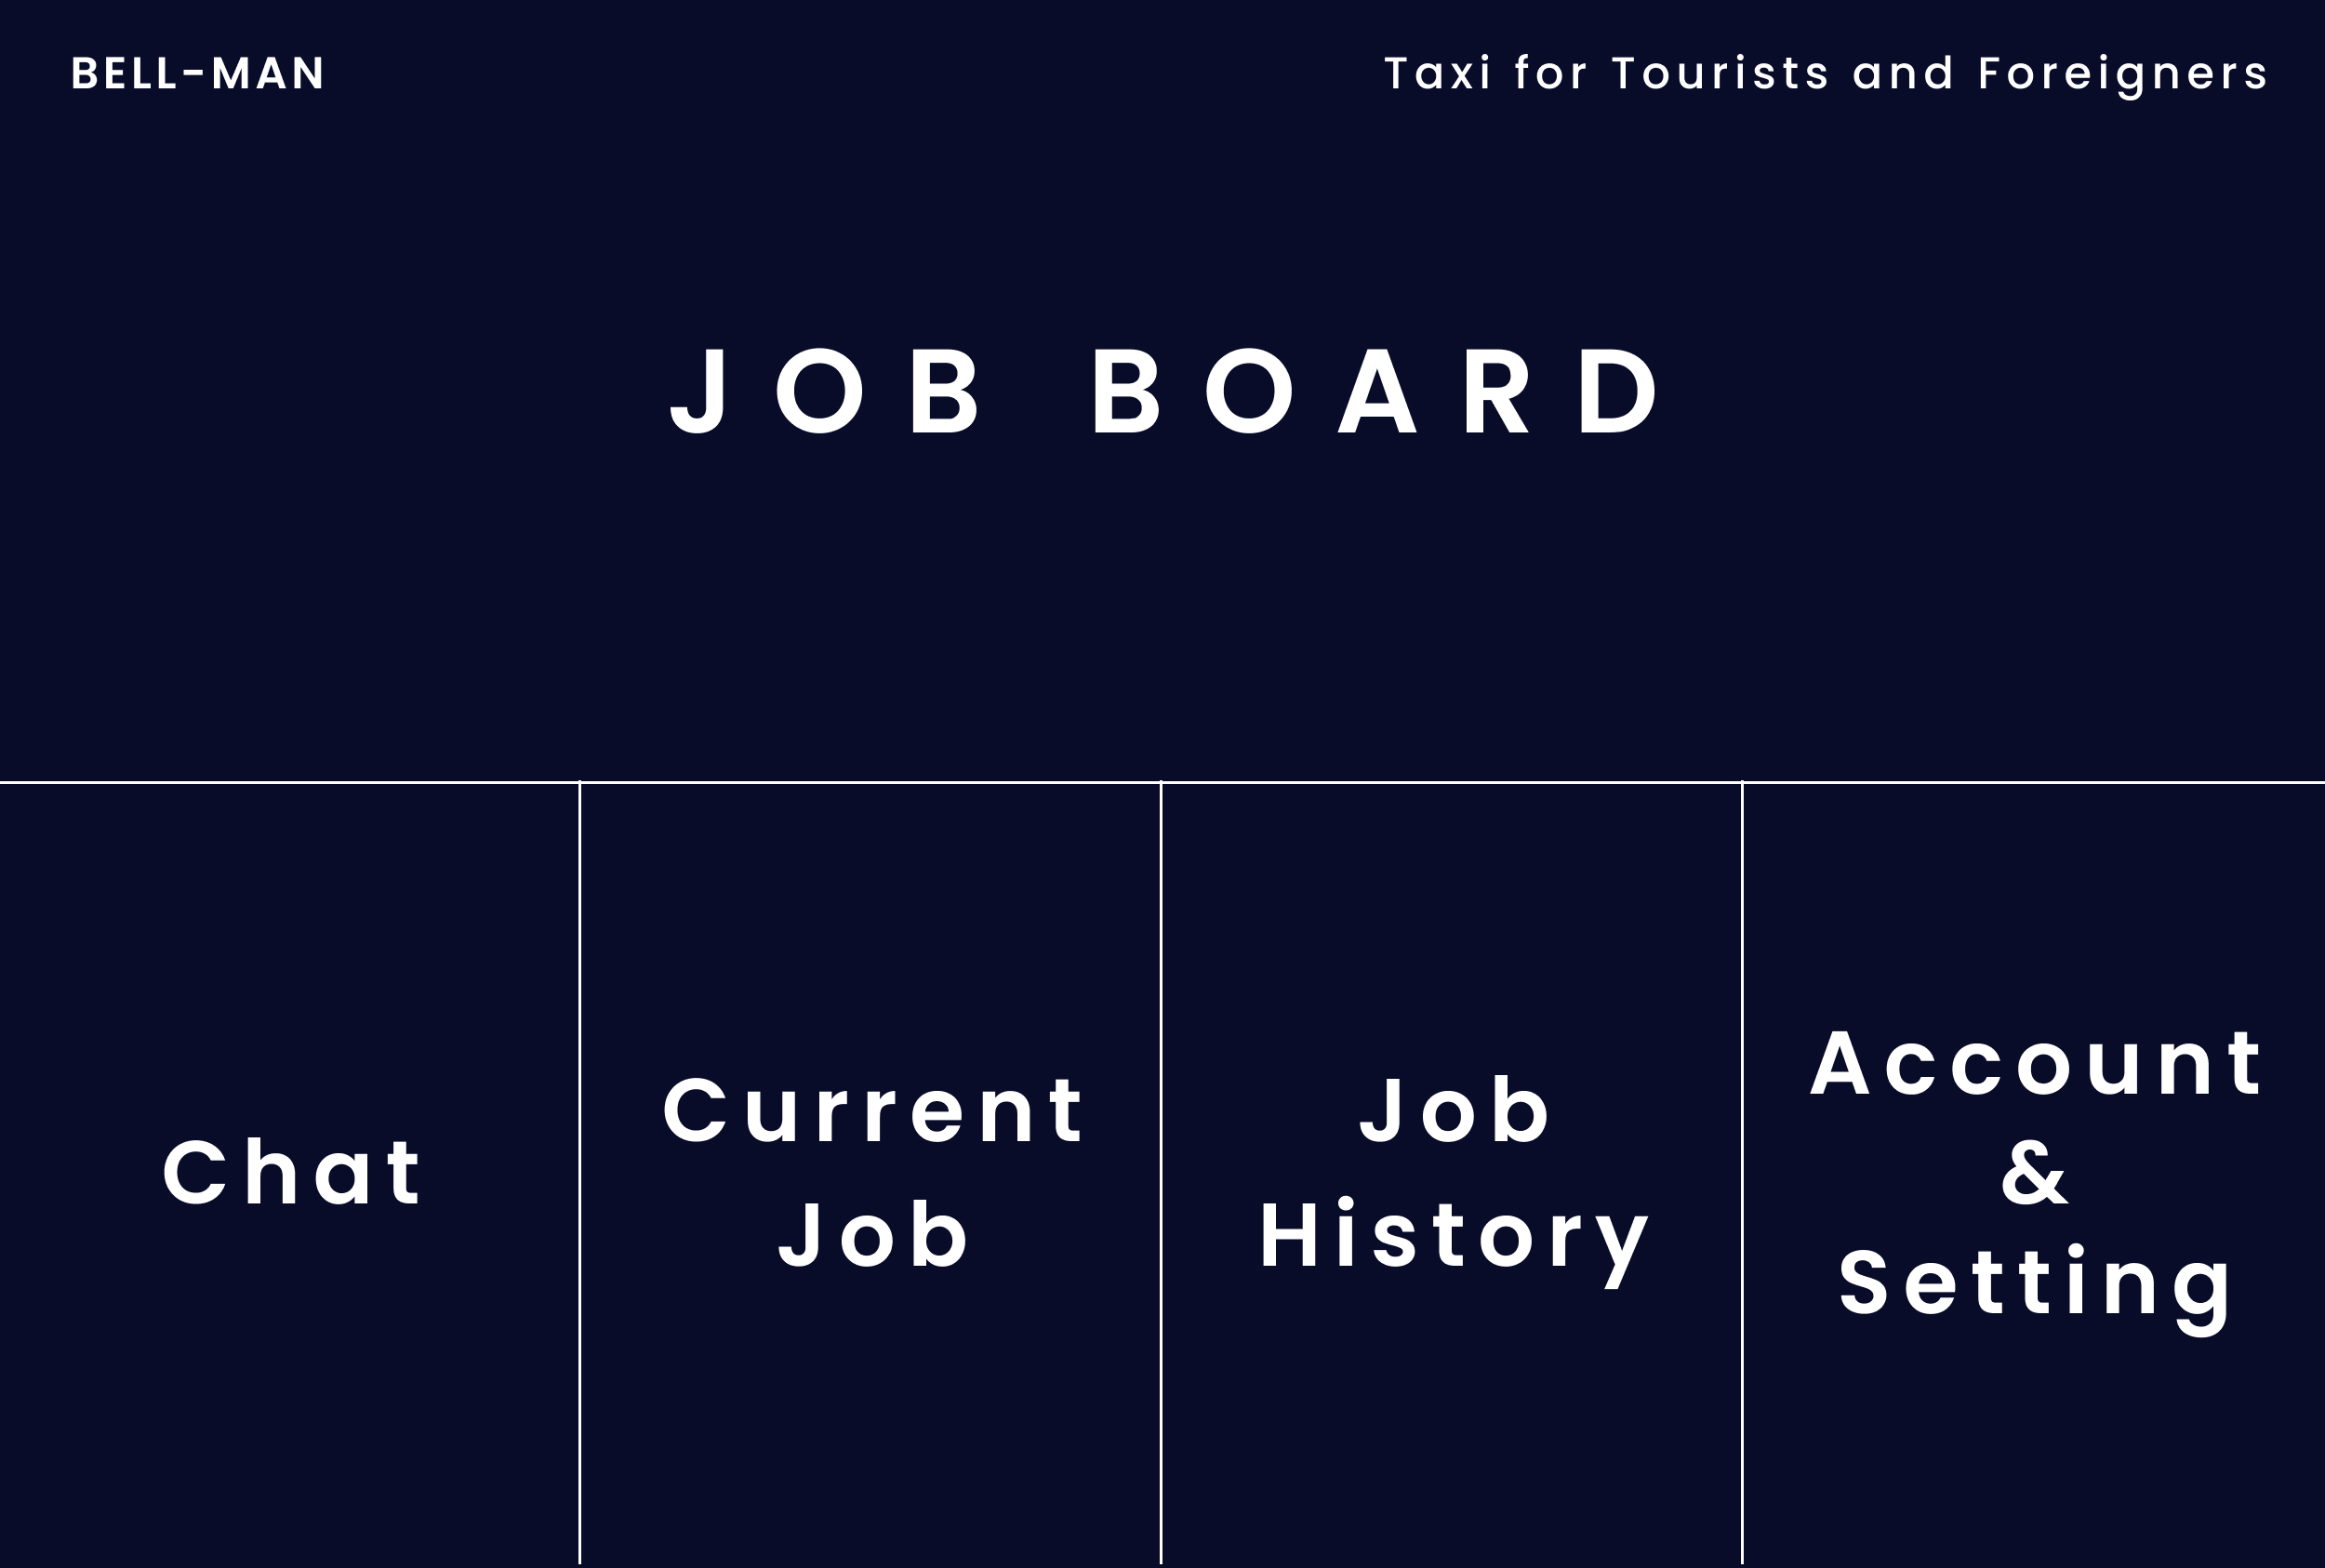 BELL-MAN
Taxi for Tourists and Foreigners
JOB BOARD
Chat
Current
Job
Job
History
Account
&
Setting